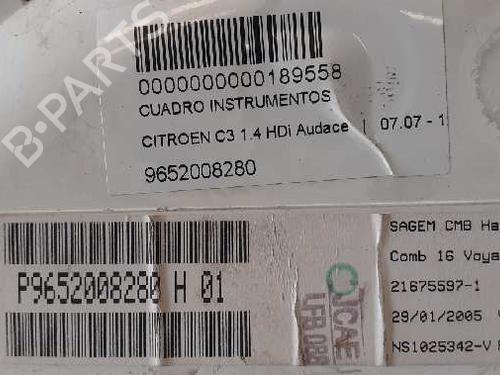 B-PARTS
0000000000189558
CUADRO INSTRUMENTOS
CITROEN C3 1.4 HDi Audace | 07.07 - 1
9652008280
P9652008280 H 01
UFB
SAGEM CMB Ha
Comb 16 Voya
21675597-1
29/01/2005
NS1025342-V